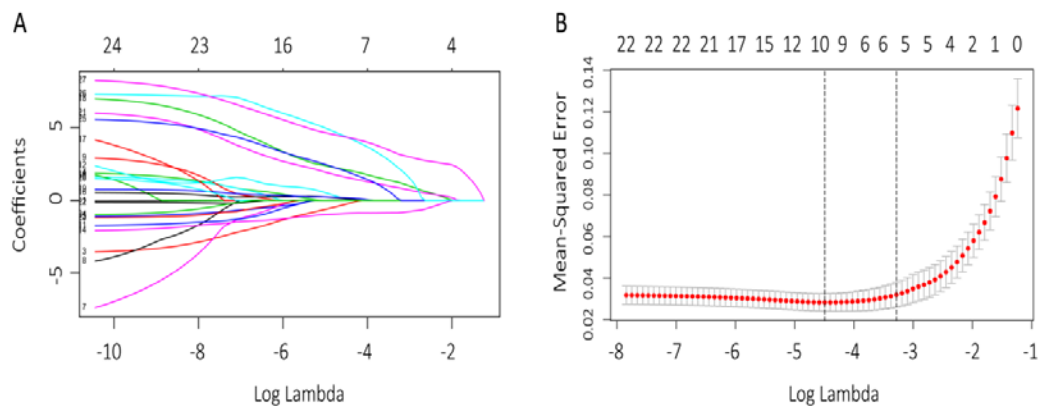 A
24 23 16 7 4
Coefficients
5
0
-5
-10 -8 -6 -4 -2
Log Lambda
B
22 22 22 21 17 15 12 10 9 6 6 5 5 4 2 1 0
Mean-Squared Error
0.14
0.12
0.10
0.08
0.06
0.04
0.02
-8 -7 -6 -5 -4 -3 -2 -1
Log Lambda